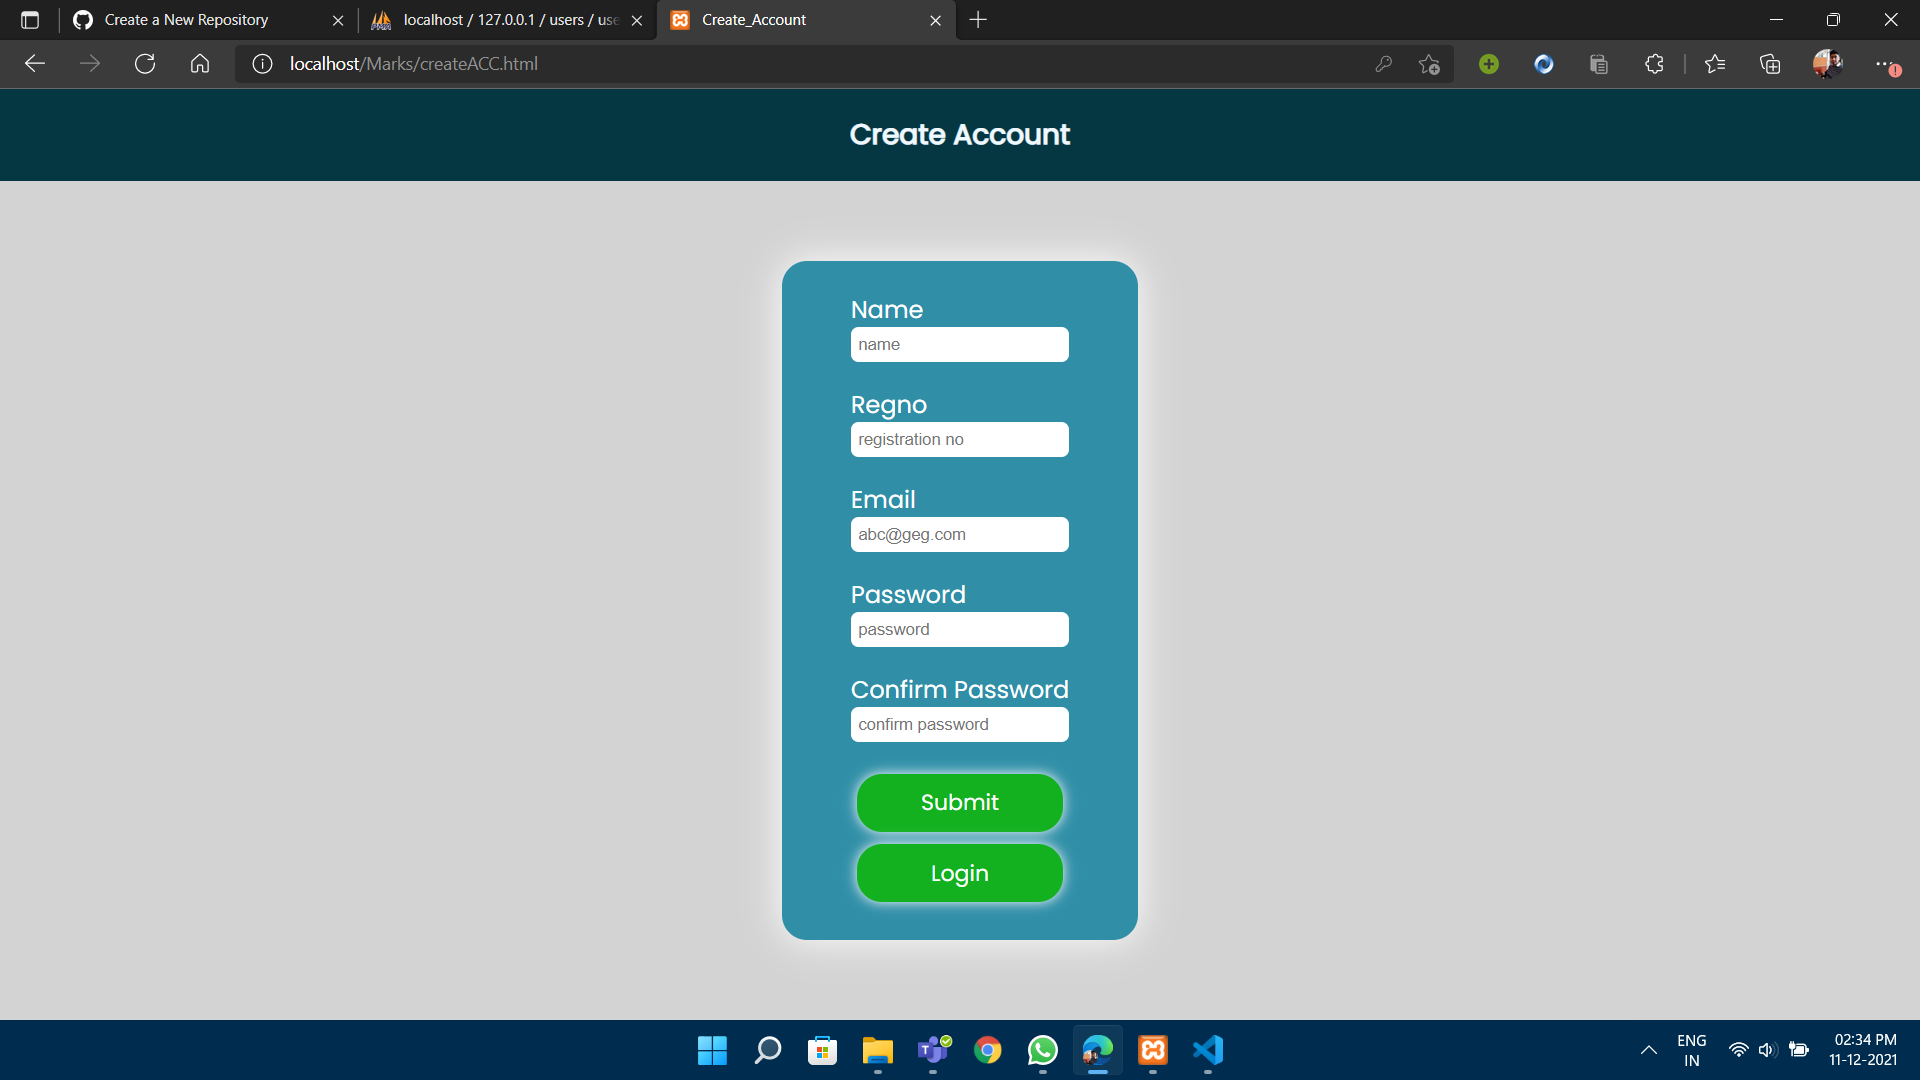 Create a New Repository
localhost / 127.0.0.1 / users / use
Create_Account
localhost/Marks/createACC.html
Create Account
Name
name
Regno
registration no
Email
abc@geg.com
Password
password
Confirm Password
confirm password
Submit
Login
ENG
IN
02:34 PM
11-12-2021